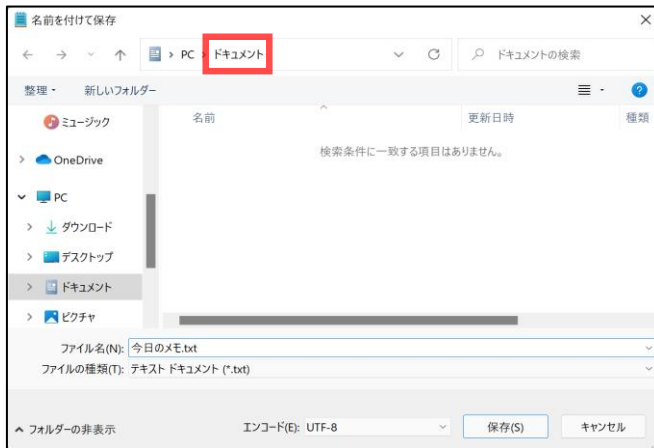 名前を付けて保存
PC > ドキュメント
ドキュメントの検索
整理
新しいフォルダー
名前
更新日時
種類
検索条件に一致する項目はありません。
ミュージック
OneDrive
PC
ダウンロード
デスクトップ
ドキュメント
ピクチャ
ファイル名(N): 今日のメモ.txt
ファイルの種類(T): テキスト ドキュメント (*.txt)
フォルダーの非表示
エンコード(E): UTF-8
保存(S)
キャンセル